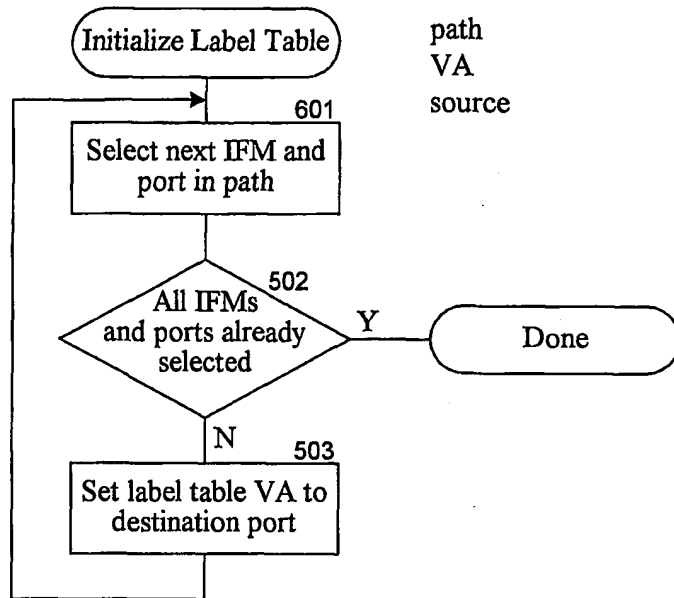 Initialize Label Table
path
VA
source
601
Select next IFM and
port in path
502
All IFMs
and ports already
selected
Y
Done
N
503
Set label table VA to
destination port